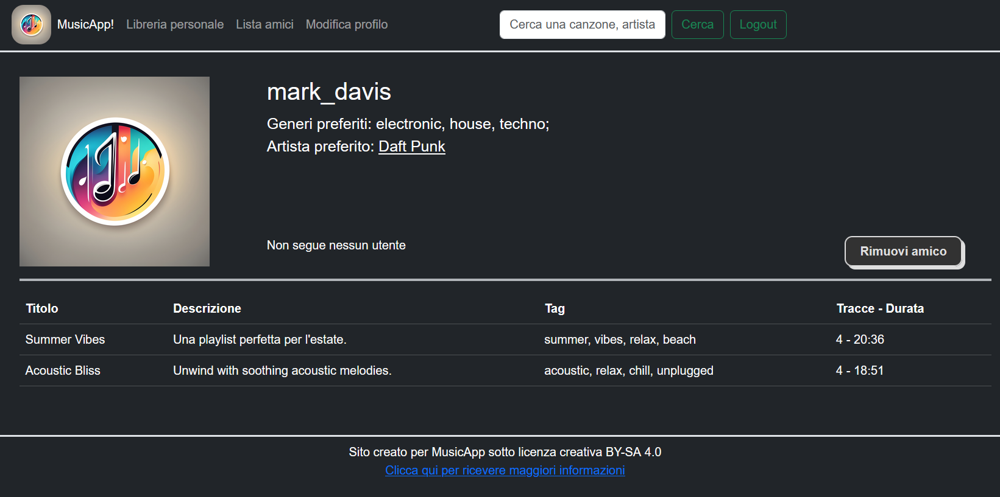 MusicApp! Libreria personale Lista amici Modifica profilo Cerca una canzone, artista Cerca Logout
mark_davis
Generi preferiti: electronic, house, techno;
Artista preferito: Daft Punk
Non segue nessun utente Rimuovi amico
Titolo Descrizione Tag Tracce - Durata
Summer Vibes Una playlist perfetta per l'estate. summer, vibes, relax, beach 4 - 20:36
Acoustic Bliss Unwind with soothing acoustic melodies. acoustic, relax, chill, unplugged 4 - 18:51
Sito creato per MusicApp sotto licenza creativa BY-SA 4.0
Clicca qui per ricevere maggiori informazioni